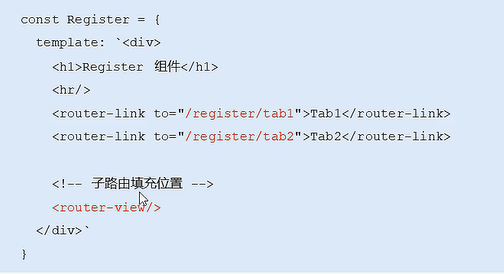 const Register = {
template: `<div>
<h1>Register 组件</h1>
<hr/>
<router-link to="/register/tab1">Tab1</router-link>
<router-link to="/register/tab2">Tab2</router-link>
<!-- 子路由填充位置 -->
<router-view/>
</div>`
}